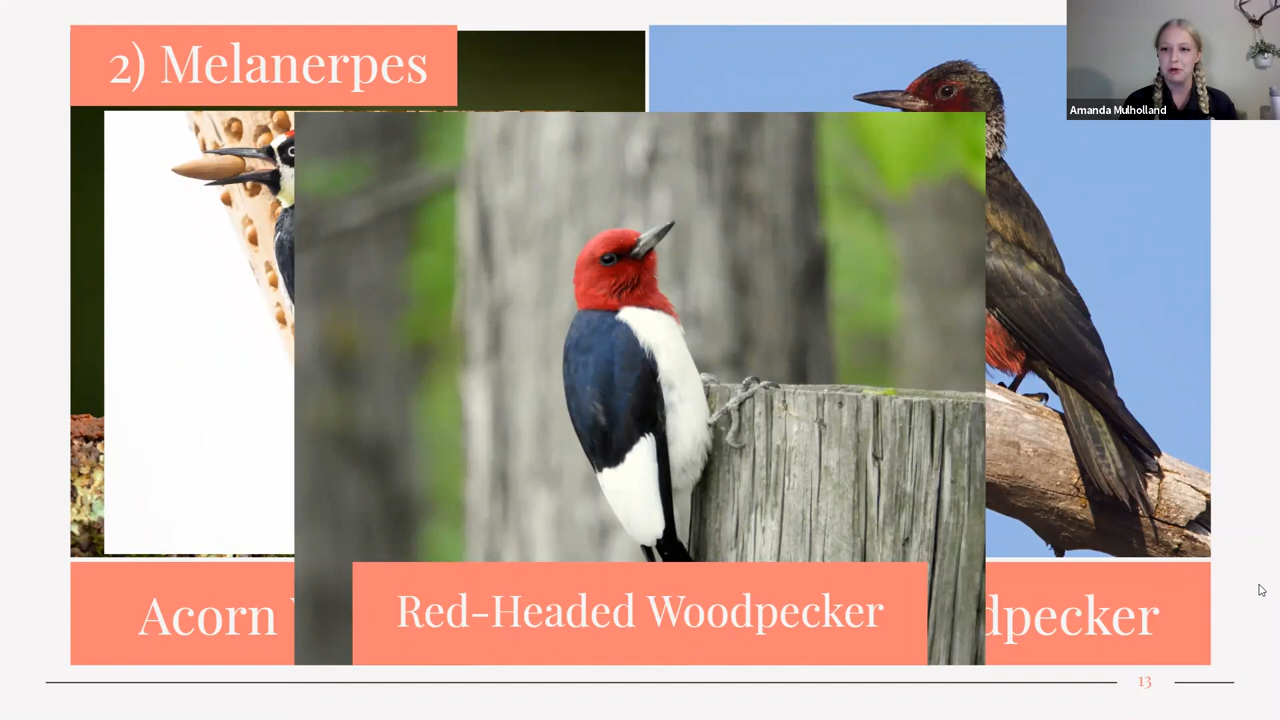 2) Melanerpes
Amanda Mulholland
Acorn
Red-Headed Woodpecker
dpecker
13